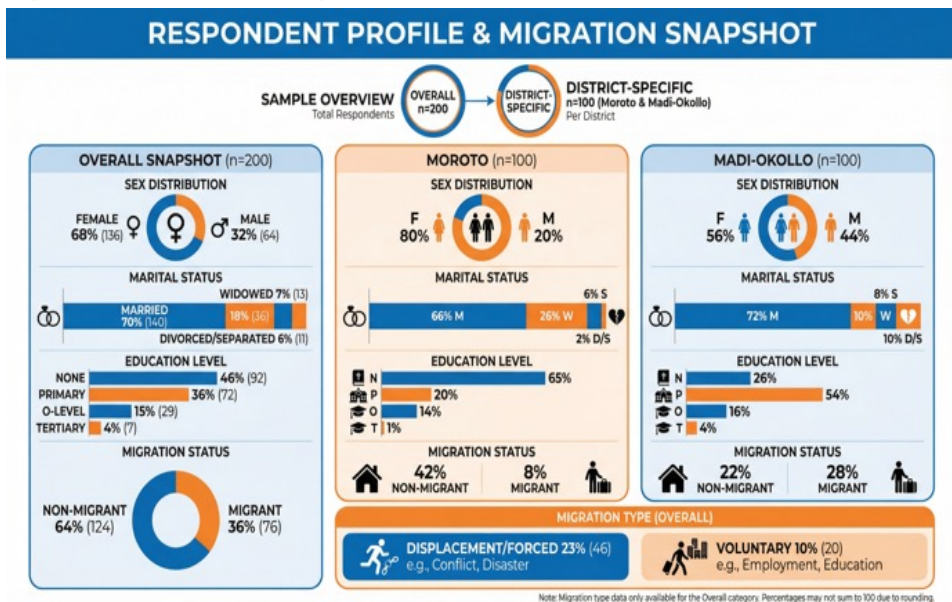 RESPONDENT PROFILE & MIGRATION SNAPSHOT
SAMPLE OVERVIEW
Total Respondents
OVERALL
n=200
DISTRICT-
SPECIFIC
DISTRICT-SPECIFIC
n=100 (Moroto & Madi-Okollo)
Per District
OVERALL SNAPSHOT (n=200)
SEX DISTRIBUTION
FEMALE
68% (136)
MALE
32% (64)
MARITAL STATUS
WIDOWED 7% (13)
MARRIED
70% (140)
18% (36)
DIVORCED/SEPARATED 6% (11)
EDUCATION LEVEL
NONE 46% (92)
PRIMARY 36% (72)
O-LEVEL 15% (29)
TERTIARY 4% (7)
MIGRATION STATUS
NON-MIGRANT
64% (124)
MIGRANT
36% (76)
MOROTO (n=100)
SEX DISTRIBUTION
F
80%
M
20%
MARITAL STATUS
6% S
66% M
26% W
2% D/S
EDUCATION LEVEL
N 65%
P 20%
O 14%
T 1%
MIGRATION STATUS
42%
NON-MIGRANT
8%
MIGRANT
MADI-OKOLLO (n=100)
SEX DISTRIBUTION
F
56%
M
44%
MARITAL STATUS
8% S
72% M
10% W
10% D/S
EDUCATION LEVEL
N 26%
P 54%
O 16%
T 4%
MIGRATION STATUS
22%
NON-MIGRANT
28%
MIGRANT
MIGRATION TYPE (OVERALL)
DISPLACEMENT/FORCED 23% (46)
e.g., Conflict, Disaster
VOLUNTARY 10% (20)
e.g., Employment, Education
Note: Migration type data only available for the Overall category. Percentages may not sum to 100 due to rounding.